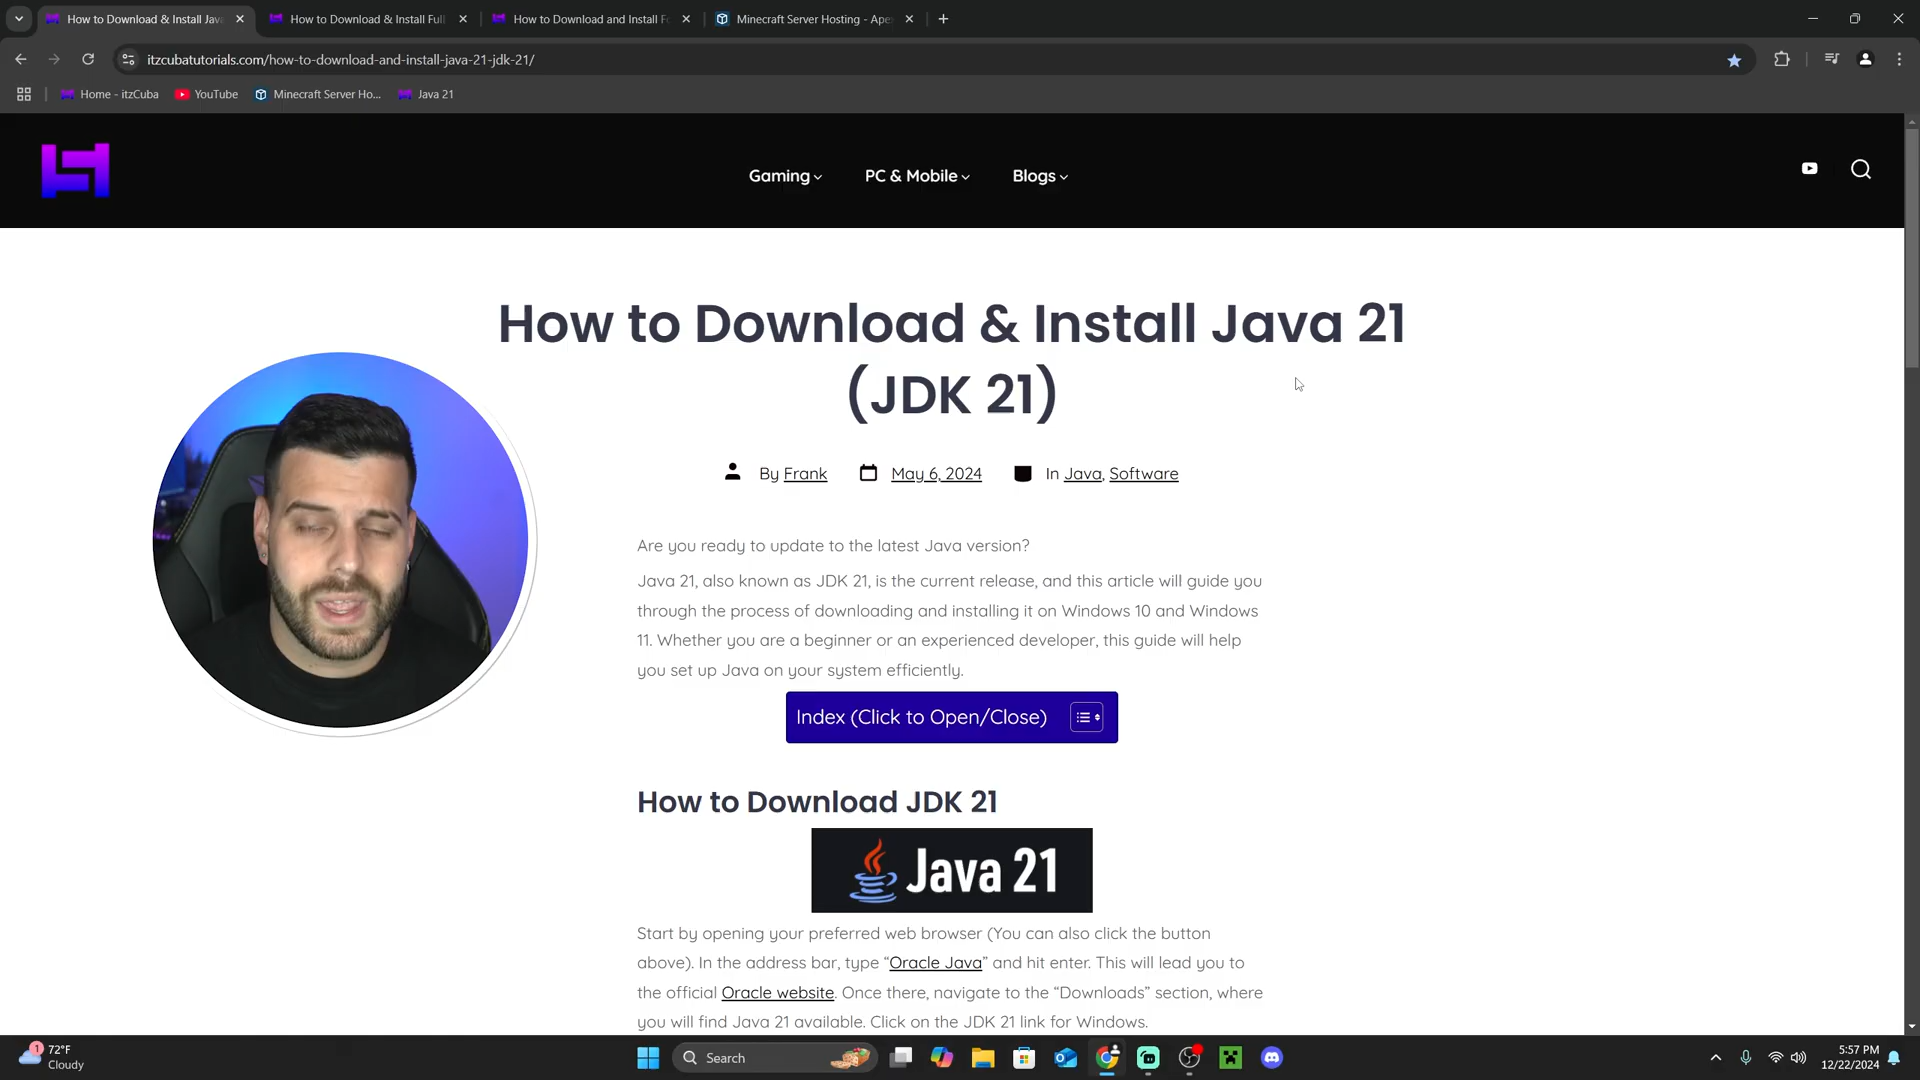 How to Download & Install Jav
How to Download & Install Full
How to Download and Install Fo
Minecraft Server Hosting - Ape
itzcubatutorials.com/how-to-download-and-install-java-21-jdk-21/
Home - itzCuba
YouTube
Minecraft Server Ho...
Java 21
Gaming
PC & Mobile
Blogs
How to Download & Install Java 21
(JDK 21)
By Frank
May 6, 2024
In Java, Software
Are you ready to update to the latest Java version?
Java 21, also known as JDK 21, is the current release, and this article will guide you
through the process of downloading and installing it on Windows 10 and Windows
11. Whether you are a beginner or an experienced developer, this guide will help
you set up Java on your system efficiently.
Index (Click to Open/Close)
How to Download JDK 21
Java 21
Start by opening your preferred web browser (You can also click the button
above). In the address bar, type “Oracle Java” and hit enter. This will lead you to
the official Oracle website. Once there, navigate to the “Downloads” section, where
you will find Java 21 available. Click on the JDK 21 link for Windows.
1
72°F
Cloudy
Search
5:57 PM
12/22/2024